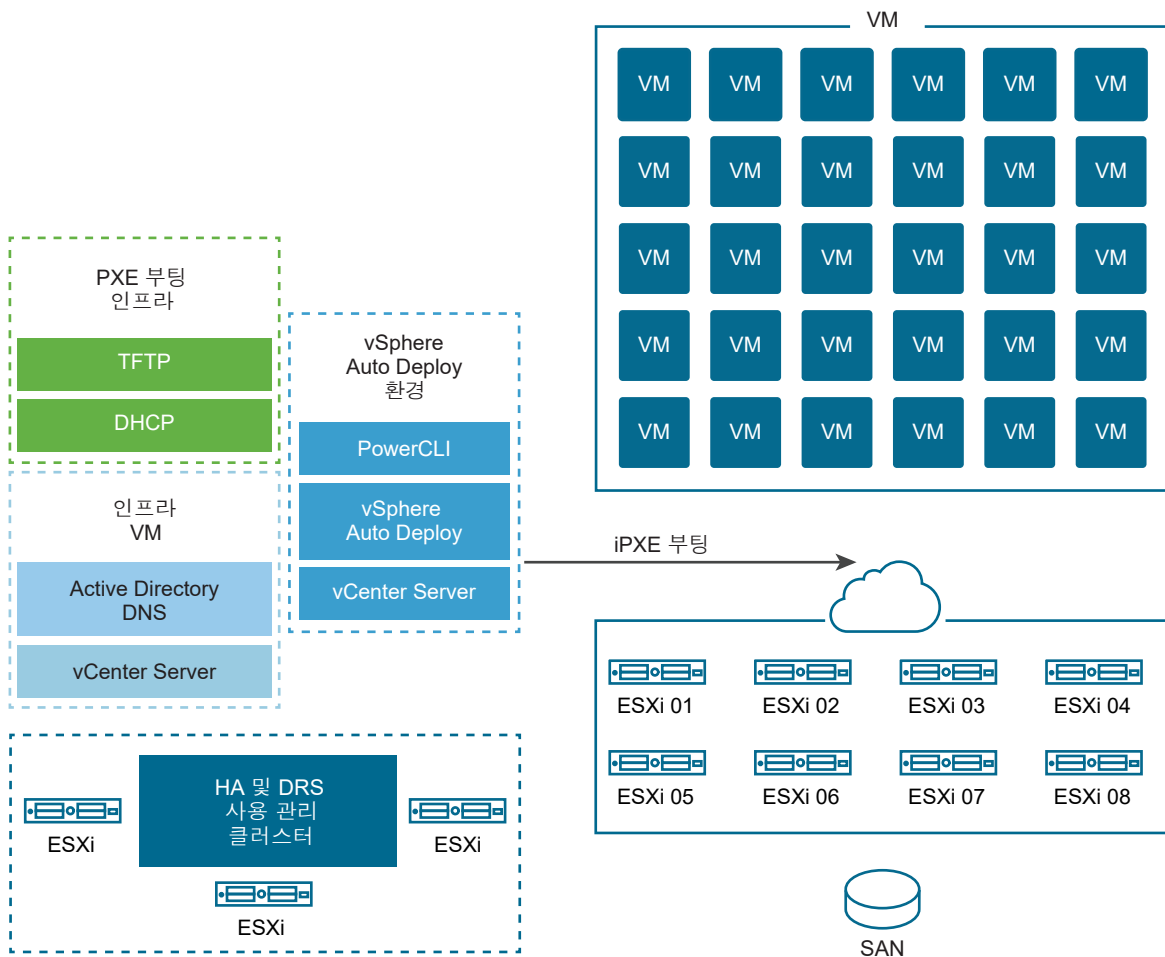 PXE 부팅
인프라
TFTP
DHCP
인프라
VM
Active Directory
DNS
vCenter Server
vSphere
Auto Deploy
환경
PowerCLI
vSphere
Auto Deploy
vCenter Server
HA 및 DRS
사용 관리
클러스터
ESXi
ESXi
ESXi
VM
VM VM VM VM VM VM
VM VM VM VM VM VM
VM VM VM VM VM VM
VM VM VM VM VM VM
VM VM VM VM VM VM
iPXE 부팅
ESXi 01 ESXi 02 ESXi 03 ESXi 04
ESXi 05 ESXi 06 ESXi 07 ESXi 08
SAN